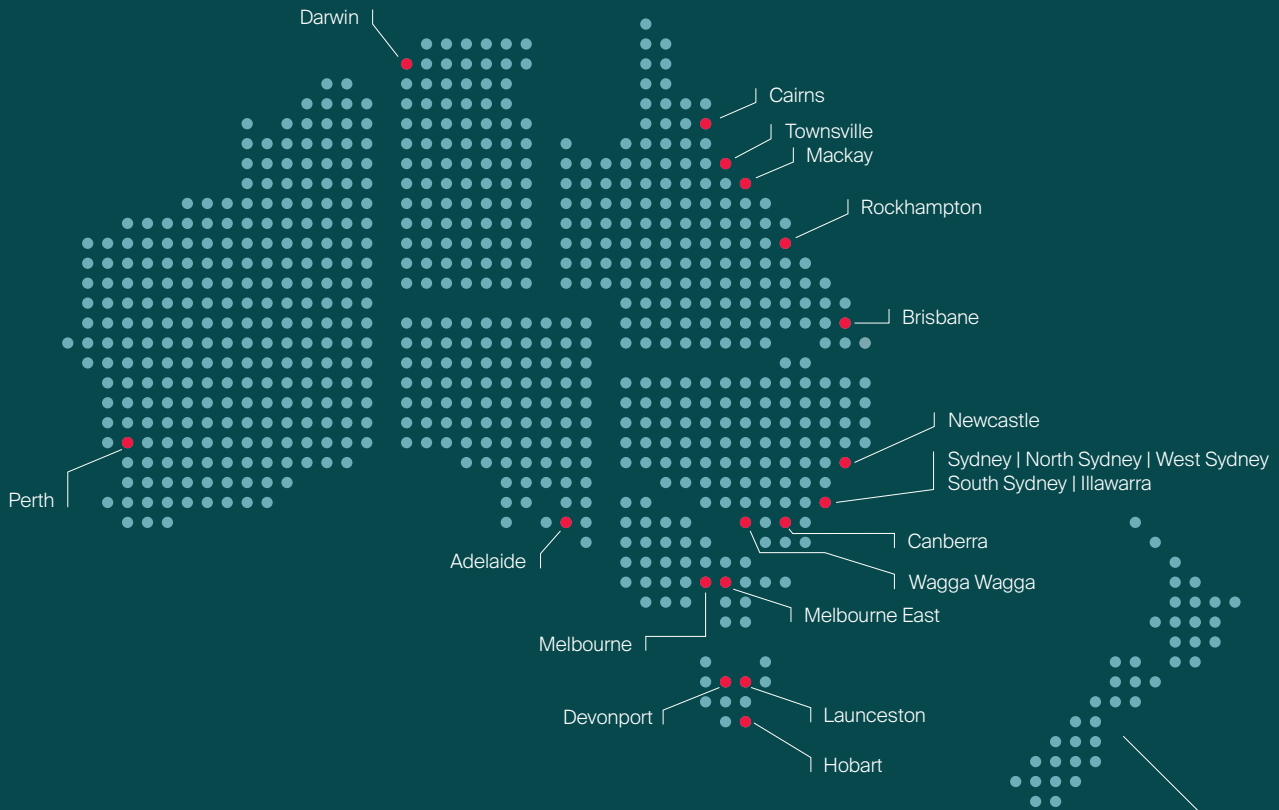 Darwin
Cairns
Townsville
Mackay
Rockhampton
Brisbane
Newcastle
Sydney | North Sydney | West Sydney
South Sydney | Illawarra
Perth
Canberra
Adelaide
Wagga Wagga
Melbourne East
Melbourne
Devonport
Launceston
Hobart